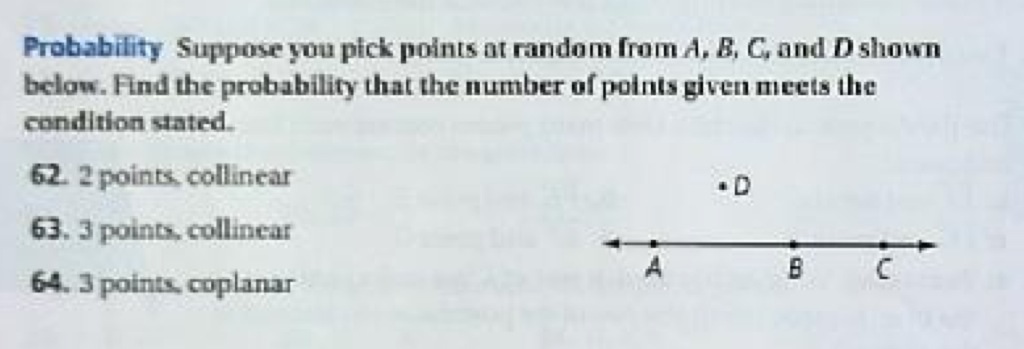 Probability Suppose you pick points at random from A, B, C, and D shown
below. Find the probability that the number of points given meets the
condition stated.
62. 2 points, collinear
63. 3 points, collinear
64. 3 points, coplanar
D
A B C